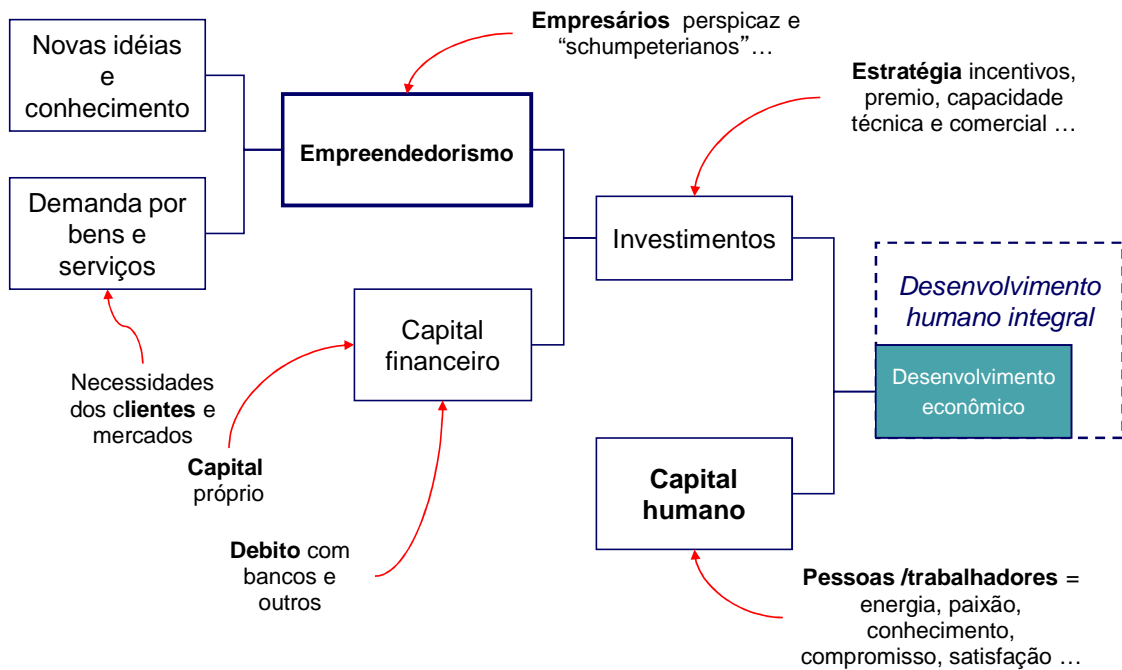 Novas idéias
e
conhecimento
Empresários perspicaz e
“schumpeterianos”…
Estratégia incentivos,
premio, capacidade
técnica e comercial …
Empreendedorismo
Demanda por
bens e
serviços
Investimentos
Desenvolvimento
humano integral
Capital
financeiro
Desenvolvimento
econômico
Necessidades
dos clientes e
mercados
Capital
próprio
Capital
humano
Debito com
bancos e
outros
Pessoas /trabalhadores =
energia, paixão,
conhecimento,
compromisso, satisfação …